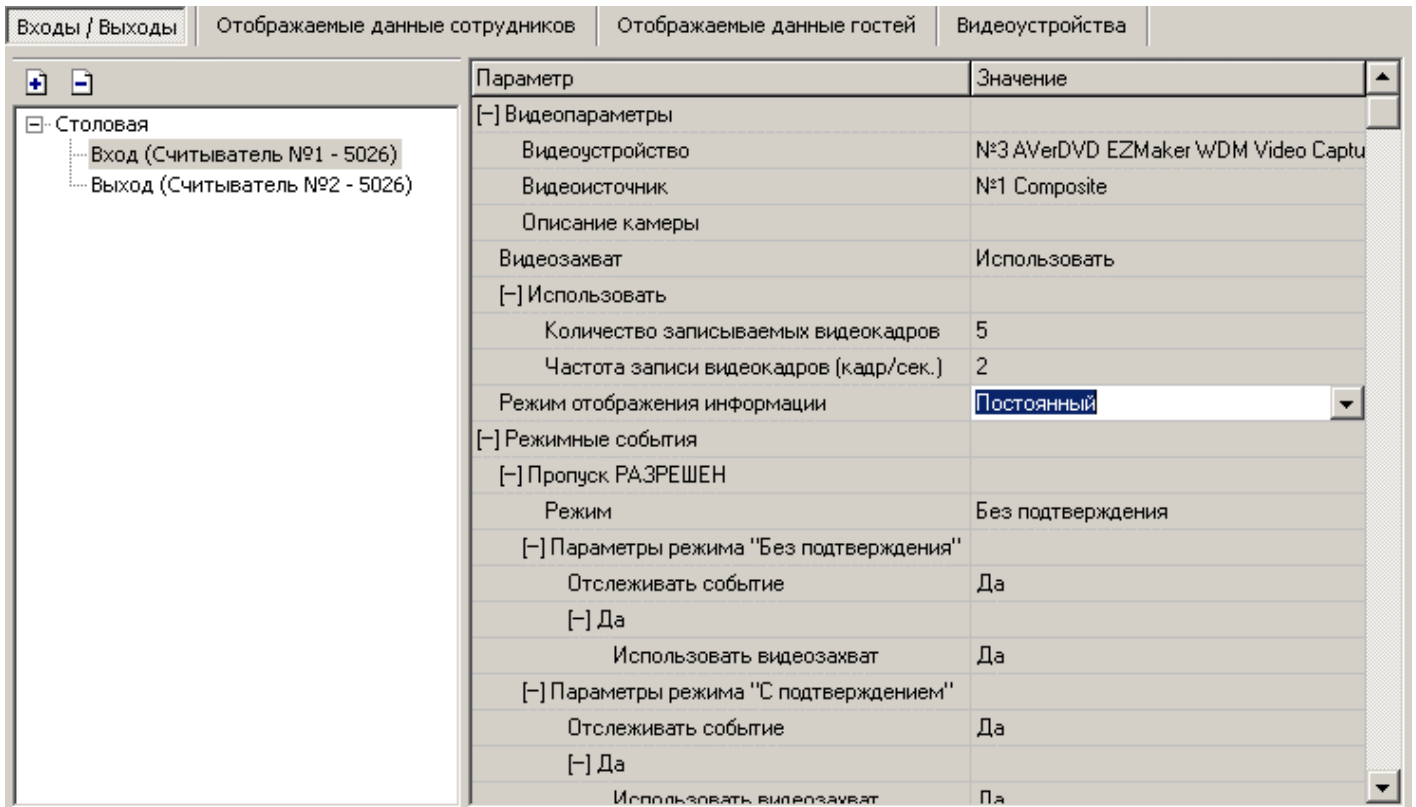 Входы / Выходы Отображаемые данные сотрудников Отображаемые данные гостей Видеоустройства
Столовая
Вход (Считыватель №1 - 5026)
Выход (Считыватель №2 - 5026)
Параметр Значение
[−] Видеопараметры
Видеоустройство №3 AVerDVD EZMaker WDM Video Captu
Видеоисточник №1 Composite
Описание камеры
Видеозахват Использовать
[−] Использовать
Количество записываемых видеокадров 5
Частота записи видеокадров (кадр/сек.) 2
Режим отображения информации Постоянный
[−] Режимные события
[−] Пропуск РАЗРЕШЕН
Режим Без подтверждения
[−] Параметры режима "Без подтверждения"
Отслеживать событие Да
[−] Да
Использовать видеозахват Да
[−] Параметры режима "С подтверждением"
Отслеживать событие Да
[−] Да
Использовать видеозахват Да